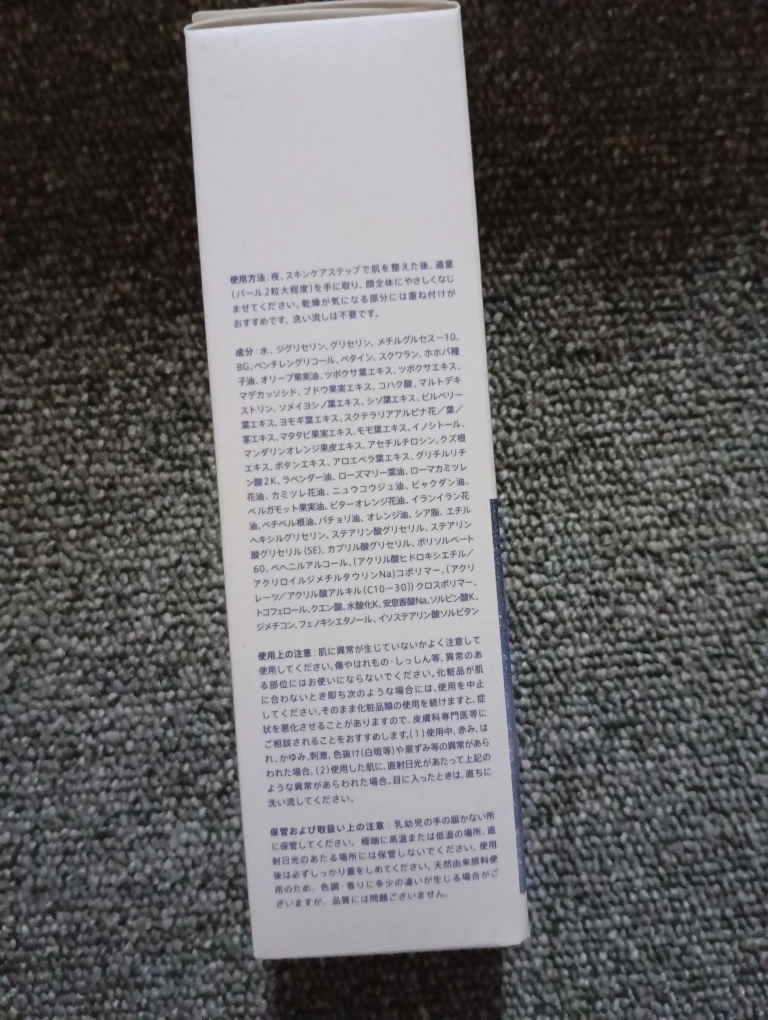 使用方法：夜、スキンケアステップで肌を整えた後、適量
(パール2粒大程度)を手に取り、顔全体にやさしくなじ
ませてください。乾燥が気になる部分には重ね付けが
おすすめです。洗い流しは不要です。
成分：水、ジグリセリン、グリセリン、メチルグルセス－10、
BG、ペンチレングリコール、ベタイン、スクワラン、ホホバ種
子油、オリーブ果実油、ツボクサ葉エキス、ツボクサエキス、
マデカッソシド、ブドウ果実エキス、コハク酸、マルトデキ
ストリン、ソメイヨシノ葉エキス、シソ葉エキス、ビルベリー
葉エキス、ヨモギ葉エキス、スクテラリアアルピナ花／葉／
茎エキス、マタタビ果実エキス、モモ葉エキス、イノシトール、
マンダリンオレンジ果皮エキス、アセチルチロシン、クズ根
エキス、ボタンエキス、アロエベラ葉エキス、グリチルリチ
ン酸2K、ラベンダー油、ローズマリー葉油、ローマカミツレ
花油、カミツレ花油、ニュウコウジュ油、ビャクダン油、
ベルガモット果実油、ビターオレンジ花油、イランイラン花
油、ベチベル根油、パチョリ油、オレンジ油、シア脂、エチル
ヘキシルグリセリン、ステアリン酸グリセリル、ステアリン
酸グリセリル(SE)、カプリル酸グリセリル、ポリソルベート
60、ベヘニルアルコール、(アクリル酸ヒドロキシエチル／
アクリロイルジメチルタウリンNa)コポリマー、(アクリ
レーツ／アクリル酸アルキル(C10－30))クロスポリマー、
トコフェロール、クエン酸、水酸化K、安息香酸Na、ソルビン酸K、
ジメチコン、フェノキシエタノール、イソステアリン酸ソルビタン
使用上の注意：肌に異常が生じていないかよく注意して
使用してください。傷やはれもの・しっしん等、異常のあ
る部位にはお使いにならないでください。化粧品が肌
に合わないとき即ち次のような場合には、使用を中止
してください。そのまま化粧品類の使用を続けますと、症
状を悪化させることがありますので、皮膚科専門医等に
ご相談されることをおすすめします。(1)使用中、赤み、は
れ、かゆみ、刺激、色抜け(白斑等)や黒ずみ等の異常があら
われた場合。(2)使用した肌に、直射日光があたって上記の
ような異常があらわれた場合。目に入ったときは、直ちに
洗い流してください。
保管および取扱い上の注意：乳幼児の手の届かない所
に保管してください。極端に高温または低温の場所、直
射日光のあたる場所には保管しないでください。使用
後は必ずしっかり蓋をしめてください。天然由来原料使
用のため、色調・香りに多少の違いが生じる場合がご
ざいますが、品質には問題ございません。